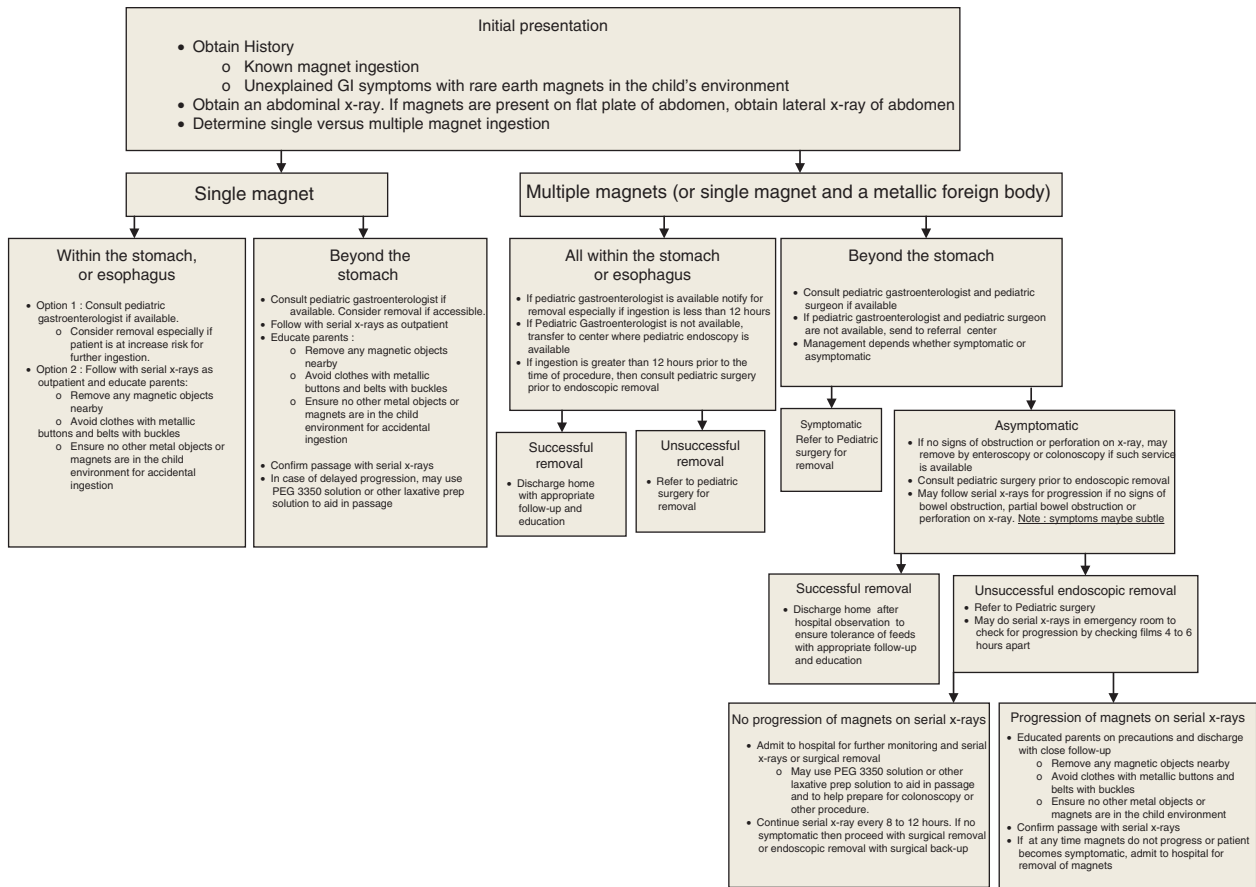 Initial presentation
• Obtain History
o Known magnet ingestion
o Unexplained GI symptoms with rare earth magnets in the child's environment
• Obtain an abdominal x-ray. If magnets are present on flat plate of abdomen, obtain lateral x-ray of abdomen
• Determine single versus multiple magnet ingestion
Single magnet
Multiple magnets (or single magnet and a metallic foreign body)
Within the stomach,
or esophagus
• Option 1 : Consult pediatric
gastroenterologist if available.
o Consider removal especially if
patient is at increase risk for
further ingestion.
• Option 2 : Follow with serial x-rays as
outpatient and educate parents:
o Remove any magnetic objects
nearby
o Avoid clothes with metallic
buttons and belts with buckles
o Ensure no other metal objects or
magnets are in the child
environment for accidental
ingestion
Beyond the
stomach
• Consult pediatric gastroenterologist if
available. Consider removal if accessible.
• Follow with serial x-rays as outpatient
• Educate parents :
o Remove any magnetic objects
nearby
o Avoid clothes with metallic
buttons and belts with buckles
o Ensure no other metal objects or
magnets are in the child
environment for accidental
ingestion
• Confirm passage with serial x-rays
• In case of delayed progression, may use
PEG 3350 solution or other laxative prep
solution to aid in passage
All within the stomach
or esophagus
• If pediatric gastroenterologist is available notify for
removal especially if ingestion is less than 12 hours
• If Pediatric Gastroenterologist is not available,
transfer to center where pediatric endoscopy is
available
• If ingestion is greater than 12 hours prior to the
time of procedure, then consult pediatric surgery
prior to endoscopic removal
Beyond the stomach
• Consult pediatric gastroenterologist and pediatric
surgeon if available
• If pediatric gastroenterologist and pediatric surgeon
are not available, send to referral center
• Management depends whether symptomatic or
asymptomatic
Successful
removal
• Discharge home
with appropriate
follow-up and
education
Unsuccessful
removal
• Refer to pediatric
surgery for
removal
Symptomatic
Refer to Pediatric
surgery for
removal
Asymptomatic
• If no signs of obstruction or perforation on x-ray, may
remove by enteroscopy or colonoscopy if such service
is available
• Consult pediatric surgery prior to endoscopic removal
• May follow serial x-rays for progression if no signs of
bowel obstruction, partial bowel obstruction or
perforation on x-ray. Note : symptoms maybe subtle
Successful removal
• Discharge home after
hospital observation to
ensure tolerance of feeds
with appropriate follow-up
and education
Unsuccessful endoscopic removal
• Refer to Pediatric surgery
• May do serial x-rays in emergency room to
check for progression by checking films 4 to 6
hours apart
No progression of magnets on serial x-rays
• Admit to hospital for further monitoring and serial
x-rays or surgical removal
o May use PEG 3350 solution or other
laxative prep solution to aid in passage
and to help prepare for colonoscopy or
other procedure.
• Continue serial x-ray every 8 to 12 hours. If no
symptomatic then proceed with surgical removal
or endoscopic removal with surgical back-up
Progression of magnets on serial x-rays
• Educated parents on precautions and discharge
with close follow-up
o Remove any magnetic objects nearby
o Avoid clothes with metallic buttons and
belts with buckles
o Ensure no other metal objects or
magnets are in the child environment
• Confirm passage with serial x-rays
• If at any time magnets do not progress or patient
becomes symptomatic, admit to hospital for
removal of magnets